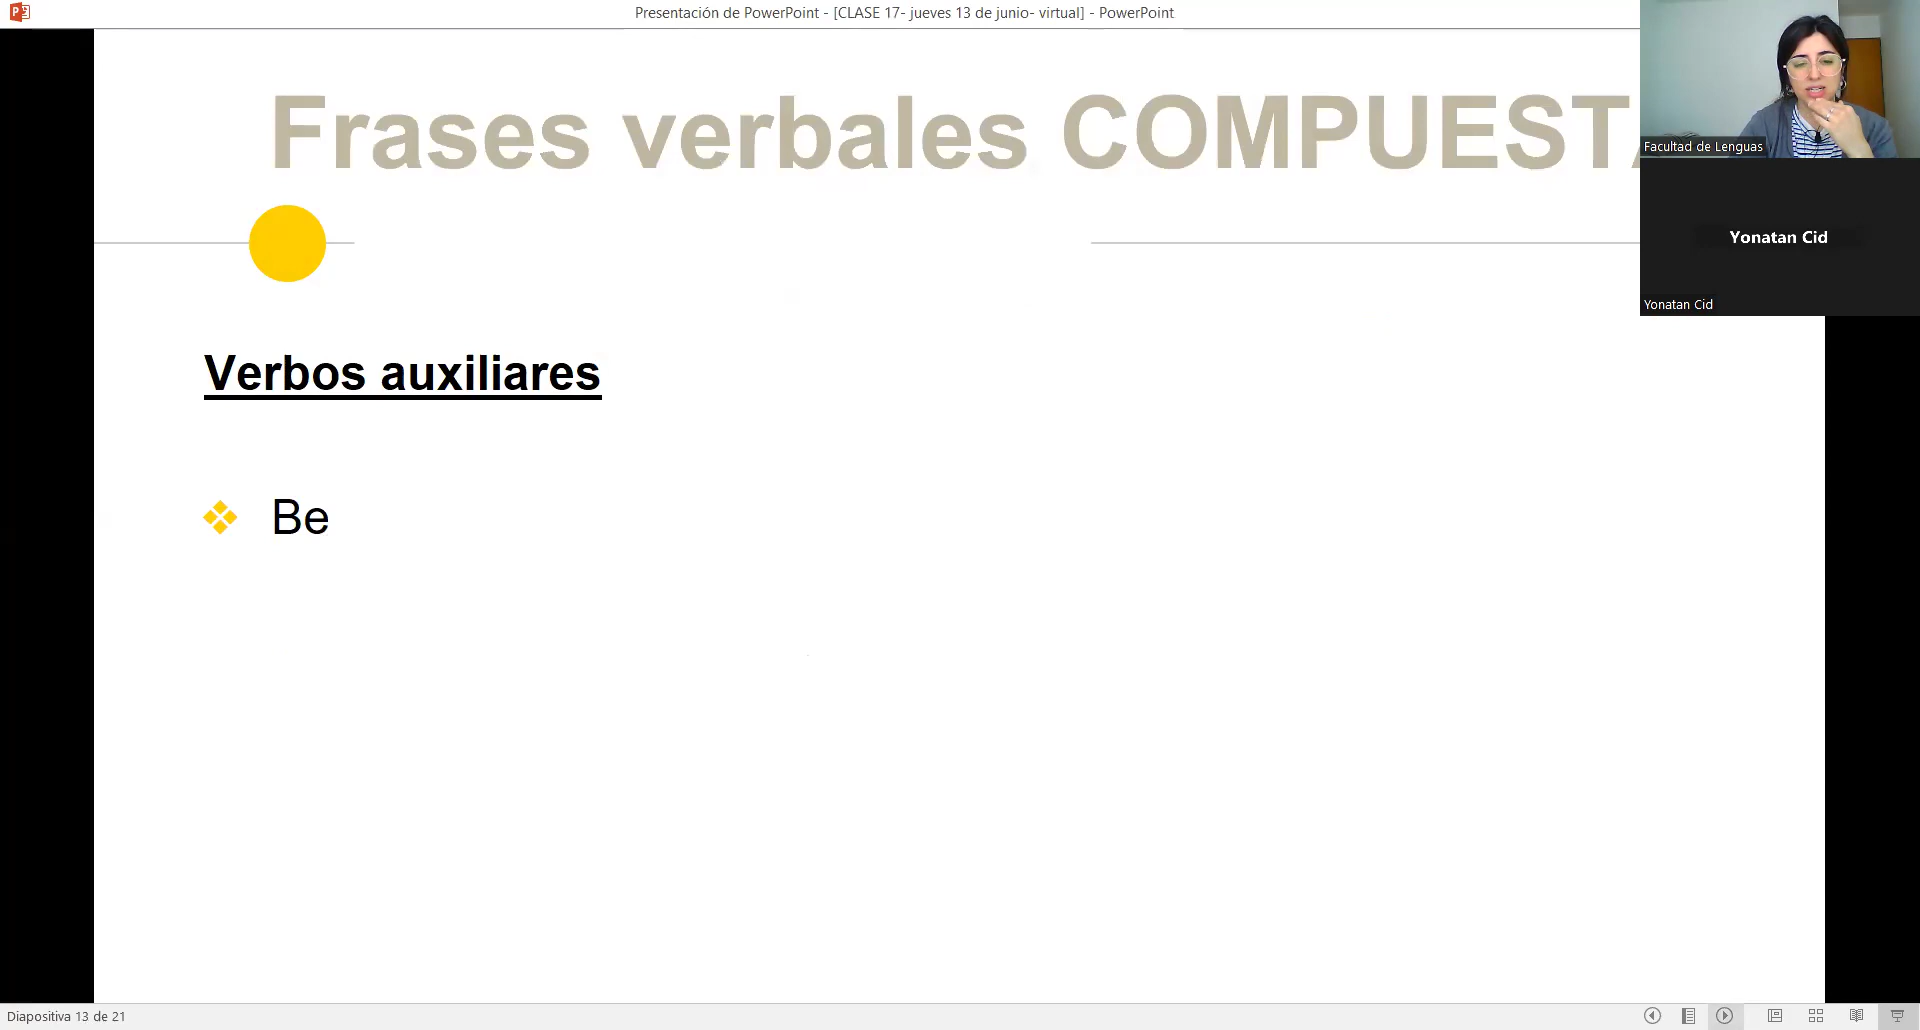 Presentación de PowerPoint - [CLASE 17- jueves 13 de junio- virtual] - PowerPoint
Frases verbales COMPUEST
Facultad de Lenguas
Yonatan Cid
Yonatan Cid
Verbos auxiliares
Be
Diapositiva 13 de 21